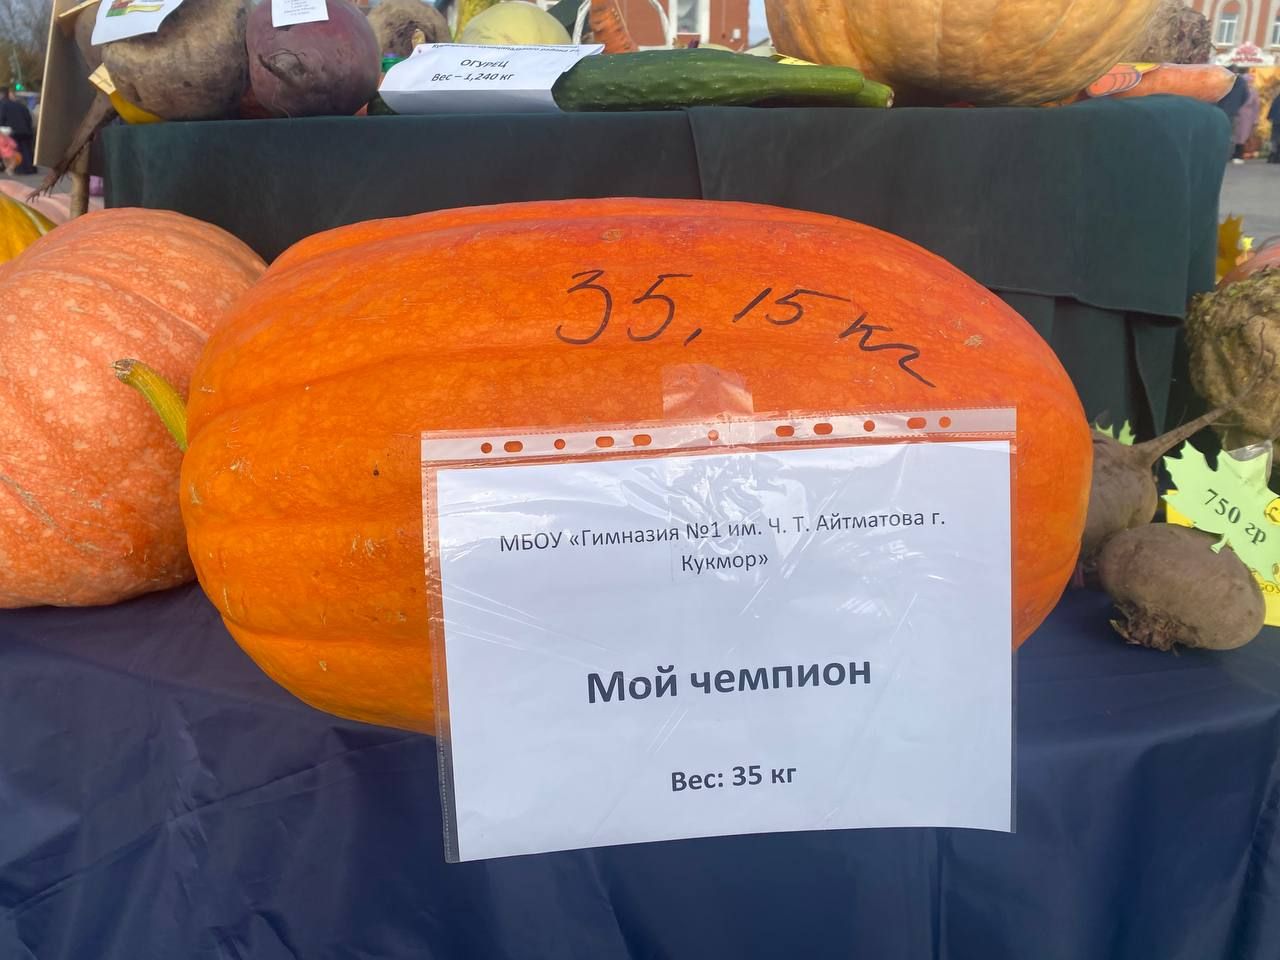 ОГУРЕЦ
Вес – 1,240 кг
35,15 кг
МБОУ «Гимназия №1 им. Ч. Т. Айтматова г.
Кукмор»
Мой чемпион
Вес: 35 кг
750 гр